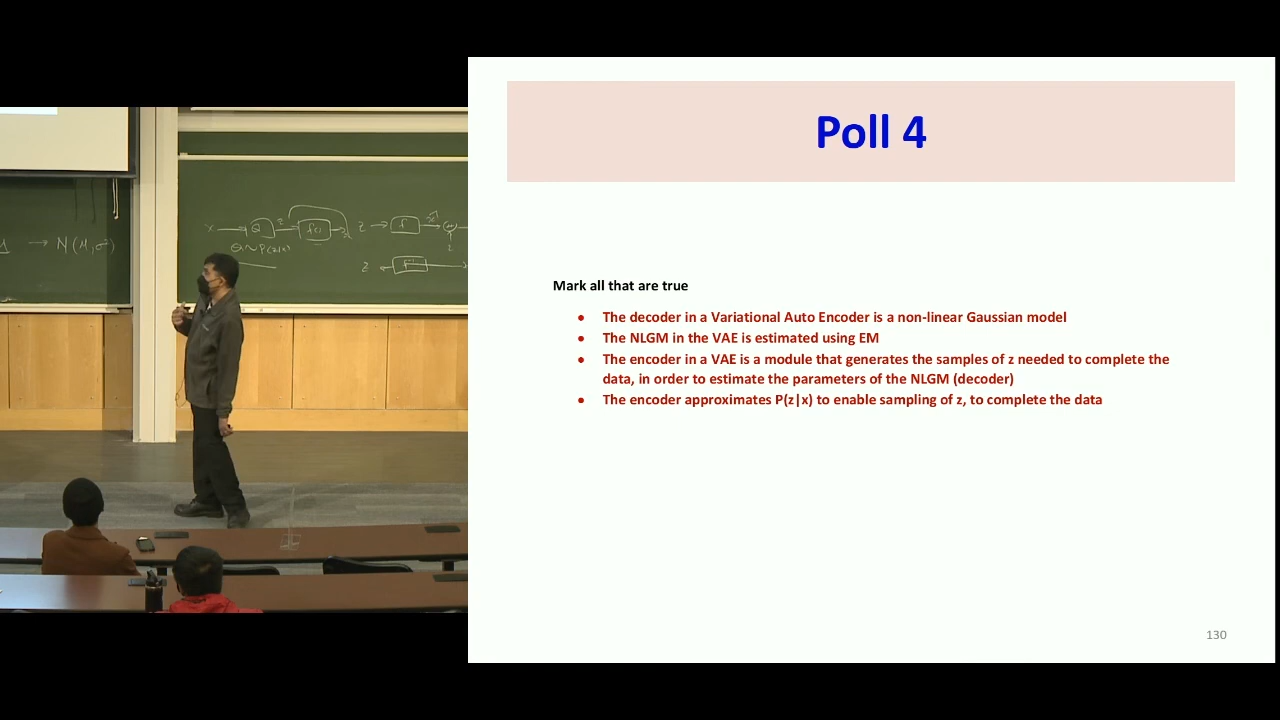 Poll 4
Mark all that are true
• The decoder in a Variational Auto Encoder is a non-linear Gaussian model
• The NLGM in the VAE is estimated using EM
• The encoder in a VAE is a module that generates the samples of z needed to complete the
data, in order to estimate the parameters of the NLGM (decoder)
• The encoder approximates P(z|x) to enable sampling of z, to complete the data
→ N(μ, σ²)
x → Q z → f() z → f
Q ~ P(z|x)
z ← f⁻¹
130